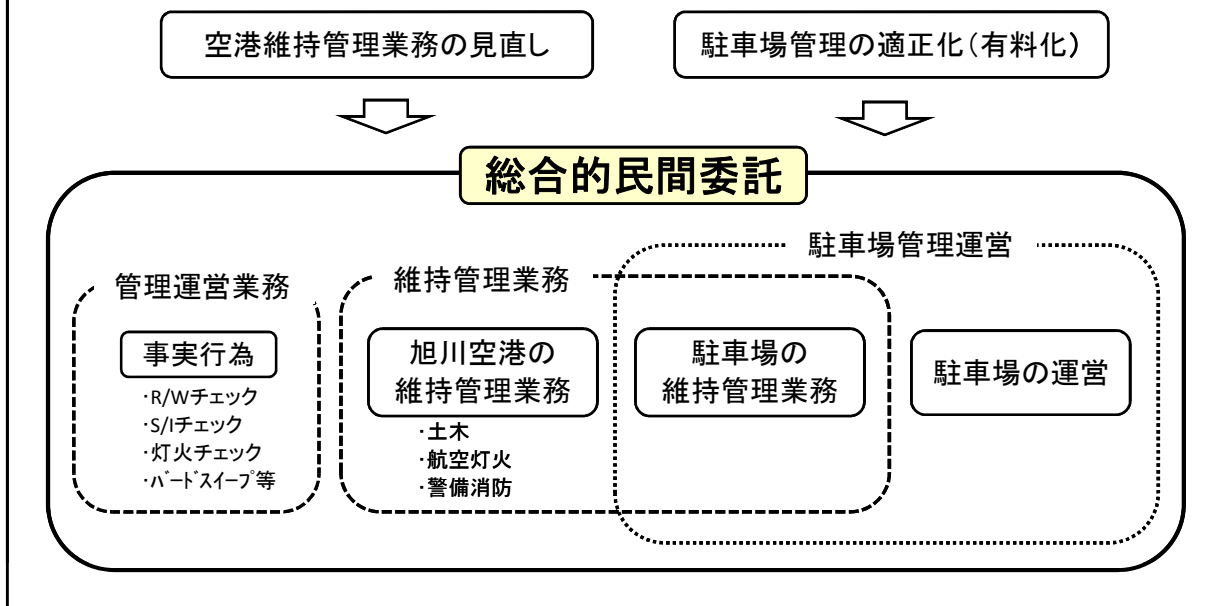 空港維持管理業務の見直し
駐車場管理の適正化（有料化）
総合的民間委託
駐車場管理運営
管理運営業務
維持管理業務
事実行為
・R/Wチェック
・S/Iチェック
・灯火チェック
・ﾊﾞｰﾄﾞｽｲｰﾌﾟ等
旭川空港の
維持管理業務
・土木
・航空灯火
・警備消防
駐車場の
維持管理業務
駐車場の運営